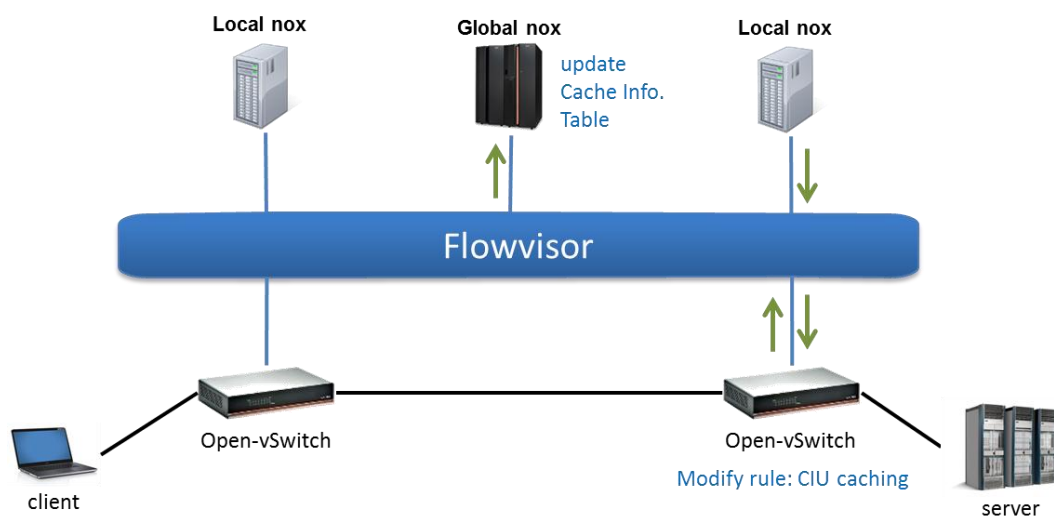 Local nox
Global nox
Local nox
update
Cache Info.
Table
Flowvisor
Open-vSwitch
Open-vSwitch
Modify rule: CIU caching
client
server